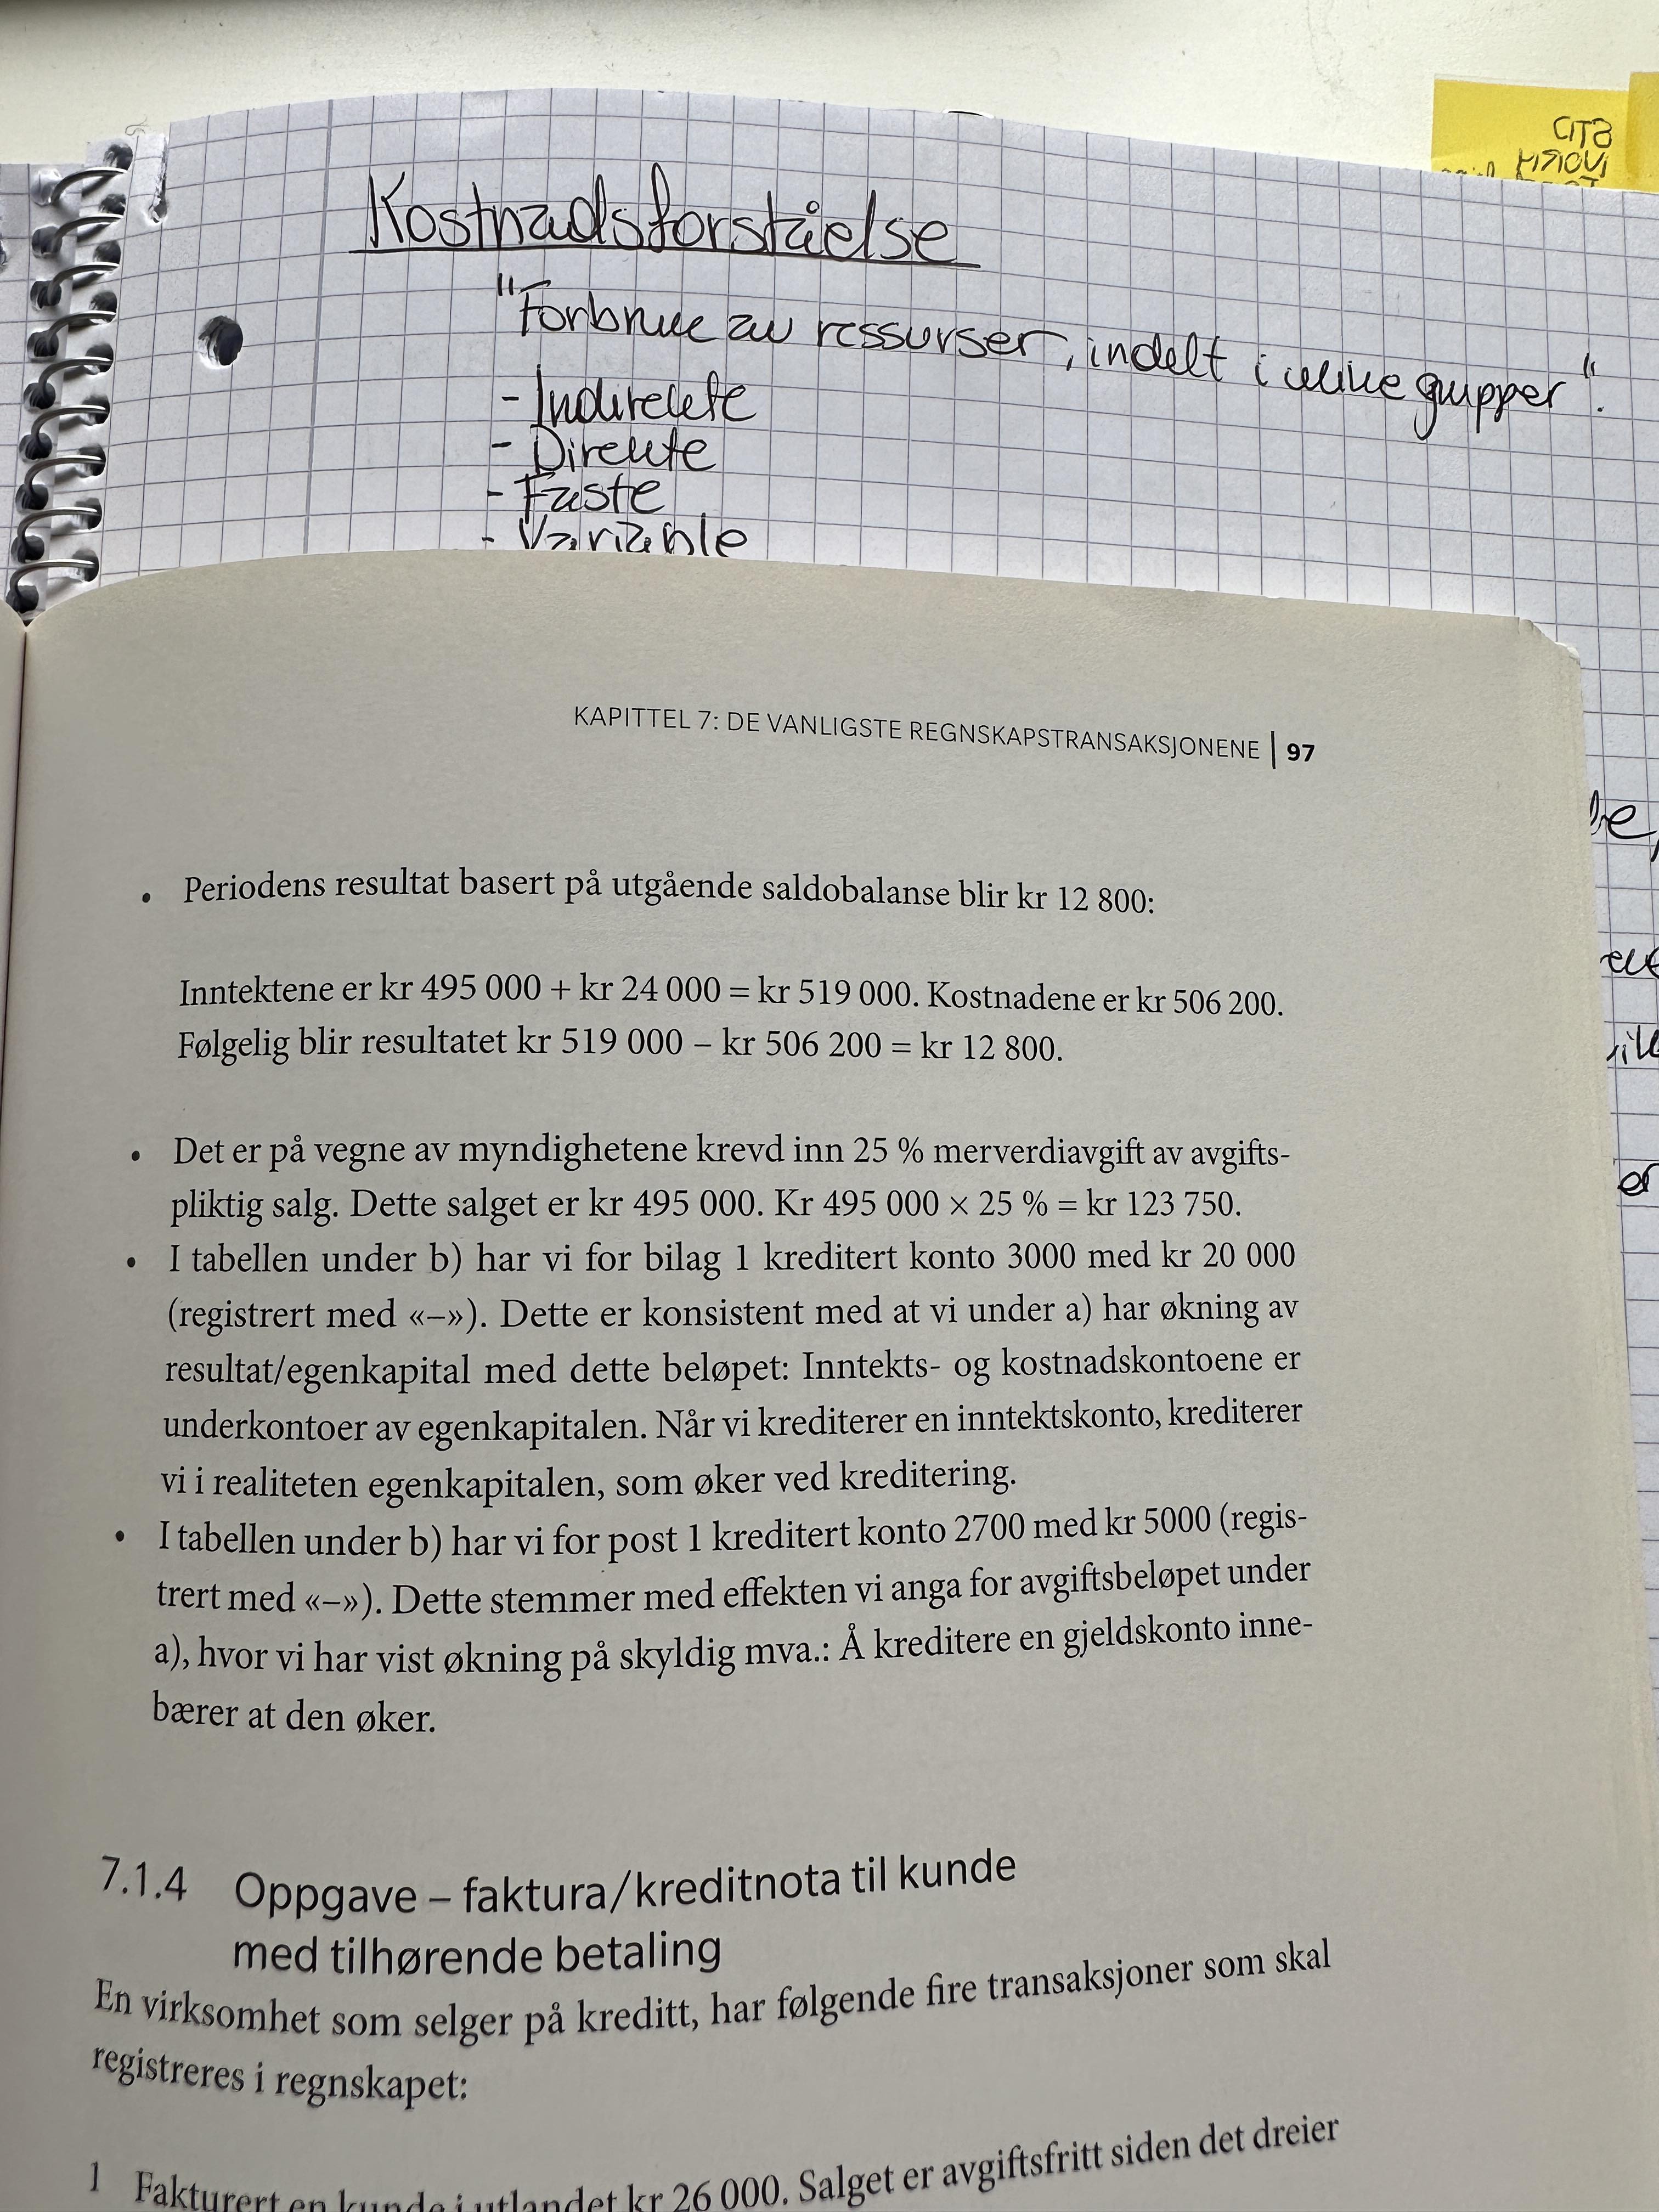 Kostnadsforståelse
"Forbruk av ressurser, indelt i ulike grupper".
- Indirekte
- Direkte
- Faste
- Variable
KAPITTEL 7: DE VANLIGSTE REGNSKAPSTRANSAKSJONENE | 97
• Periodens resultat basert på utgående saldobalanse blir kr 12 800:
Inntektene er kr 495 000 + kr 24 000 = kr 519 000. Kostnadene er kr 506 200.
Følgelig blir resultatet kr 519 000 – kr 506 200 = kr 12 800.
• Det er på vegne av myndighetene krevd inn 25 % merverdiavgift av avgifts-
pliktig salg. Dette salget er kr 495 000. Kr 495 000 × 25 % = kr 123 750.
• I tabellen under b) har vi for bilag 1 kreditert konto 3000 med kr 20 000
(registrert med «–»). Dette er konsistent med at vi under a) har økning av
resultat/egenkapital med dette beløpet: Inntekts- og kostnadskontoene er
underkontoer av egenkapitalen. Når vi krediterer en inntektskonto, krediterer
vi i realiteten egenkapitalen, som øker ved kreditering.
• I tabellen under b) har vi for post 1 kreditert konto 2700 med kr 5000 (regis-
trert med «–»). Dette stemmer med effekten vi anga for avgiftsbeløpet under
a), hvor vi har vist økning på skyldig mva.: Å kreditere en gjeldskonto inne-
bærer at den øker.
7.1.4 Oppgave – faktura/kreditnota til kunde
med tilhørende betaling
En virksomhet som selger på kreditt, har følgende fire transaksjoner som skal
registreres i regnskapet:
1 Fakturert en kunde i utlandet kr 26 000. Salget er avgiftsfritt siden det dreier